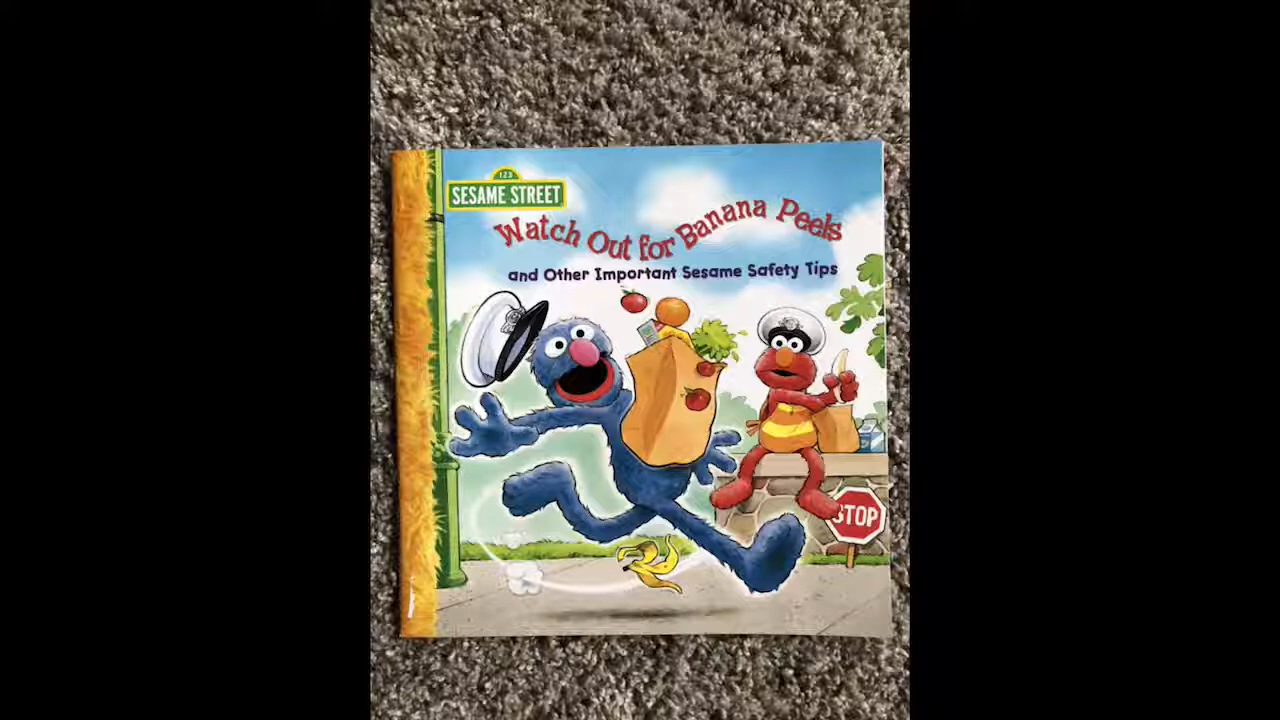 123
SESAME STREET
Watch Out for Banana Peels
and Other Important Sesame Safety Tips
STOP